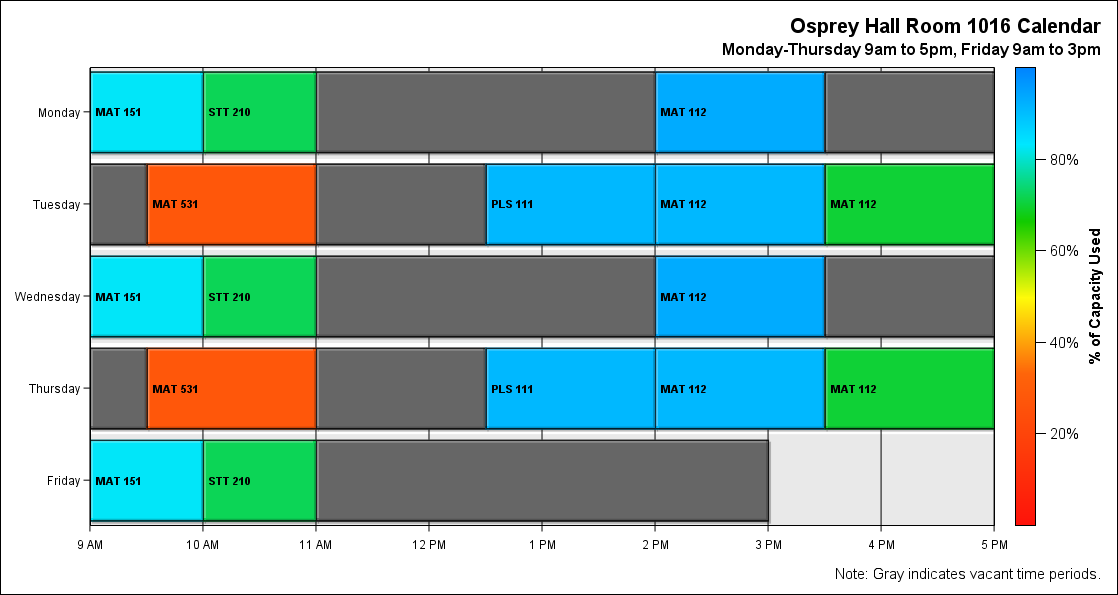 Osprey Hall Room 1016 Calendar
Monday-Thursday 9am to 5pm, Friday 9am to 3pm
Monday
MAT 151
STT 210
MAT 112
Tuesday
MAT 531
PLS 111
MAT 112
MAT 112
Wednesday
MAT 151
STT 210
MAT 112
Thursday
MAT 531
PLS 111
MAT 112
MAT 112
Friday
MAT 151
STT 210
9 AM
10 AM
11 AM
12 PM
1 PM
2 PM
3 PM
4 PM
5 PM
80%
60%
40%
20%
% of Capacity Used
Note: Gray indicates vacant time periods.